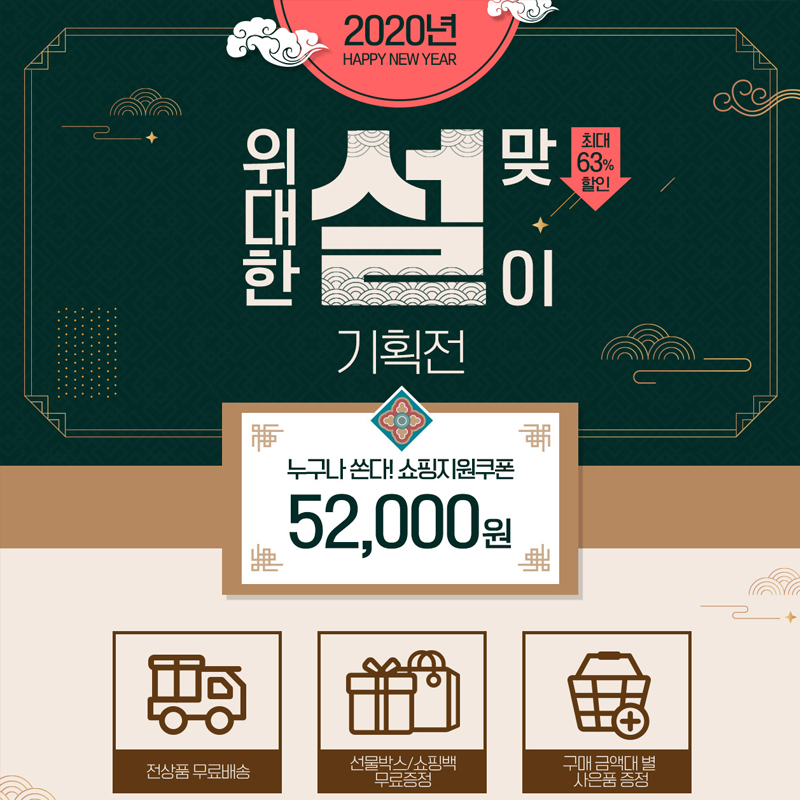 2020년
HAPPY NEW YEAR
위대한 설맞이
최대
63%
할인
기획전
누구나 쏜다! 쇼핑지원쿠폰
52,000원
전상품 무료배송
선물박스/쇼핑백
무료증정
구매 금액대 별
사은품 증정